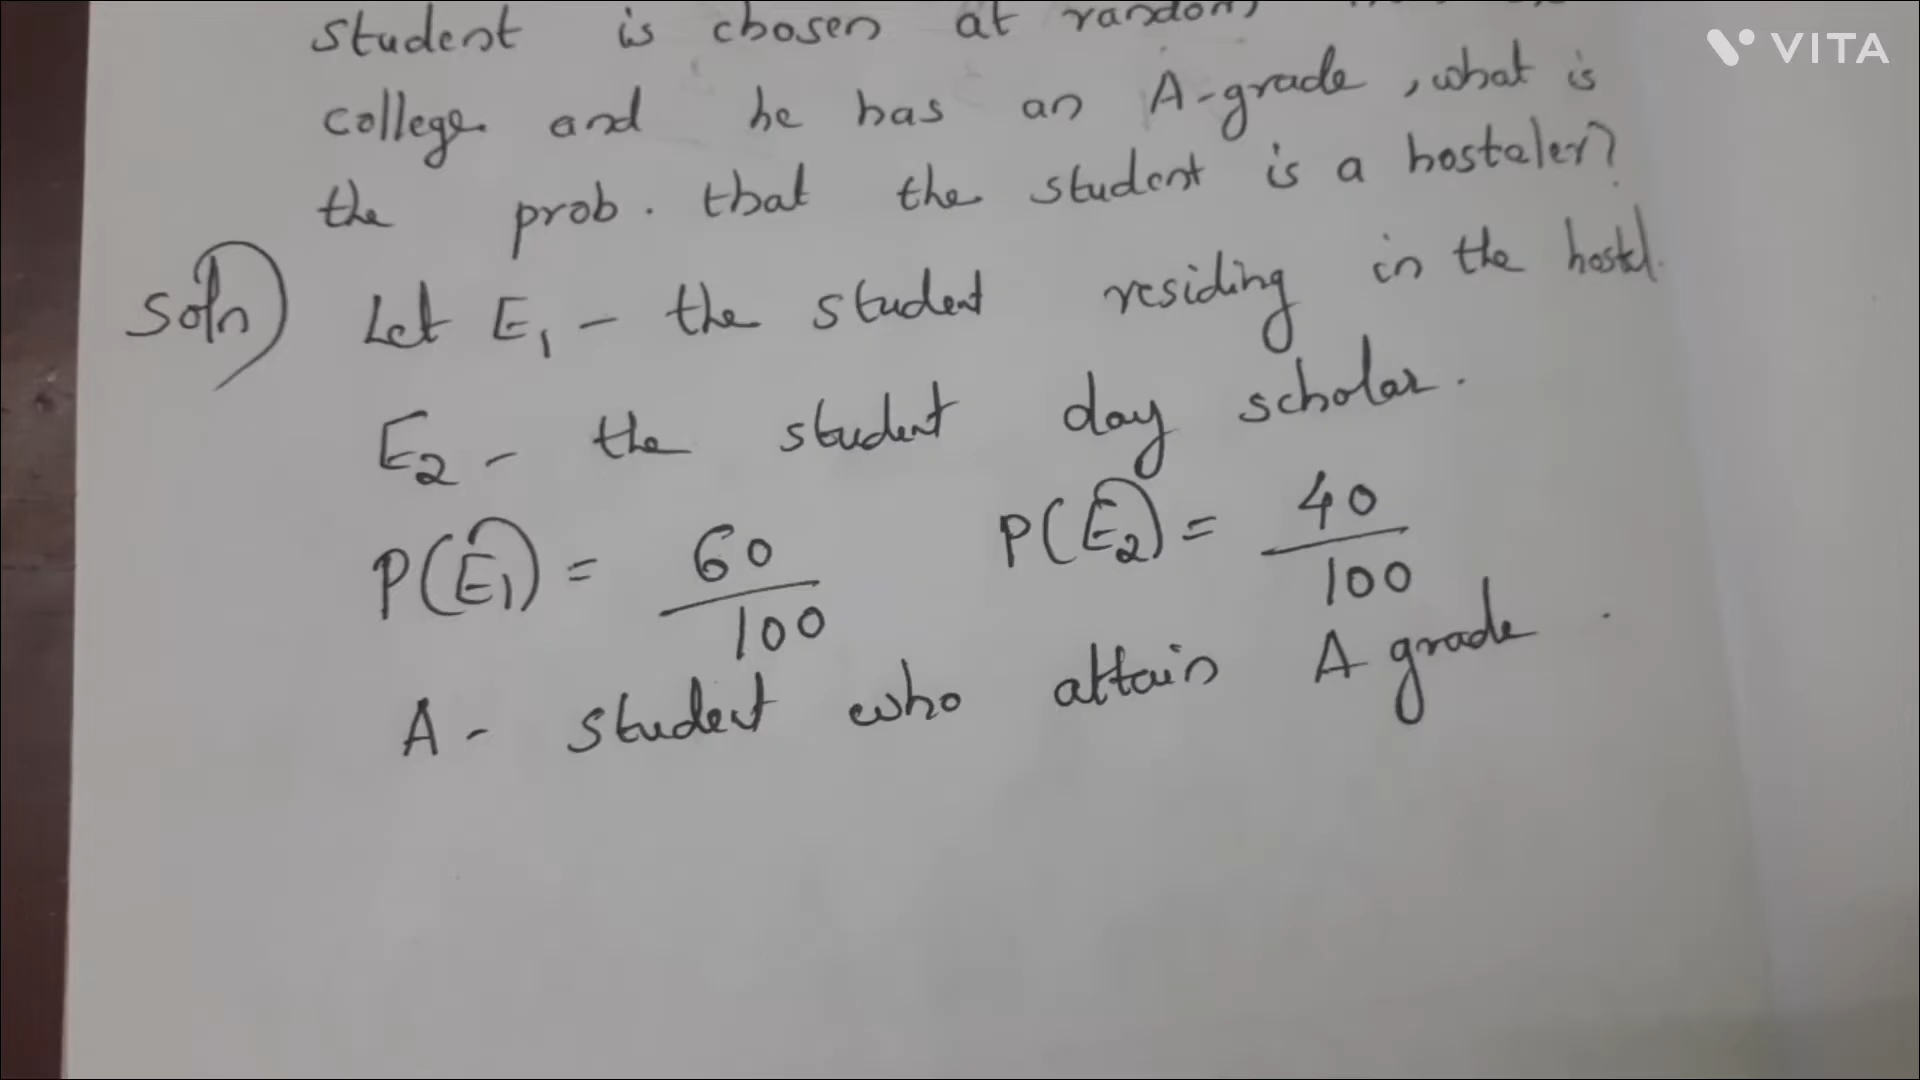 student is chosen at random
VITA
college and he has an A-grade, what is
the prob. that the student is a hosteler?
Soln) Let E1 - the student residing in the hostel.
E2 - the student day scholar.
P(E1) = 60/100 P(E2) = 40/100
A - student who attain A grade.